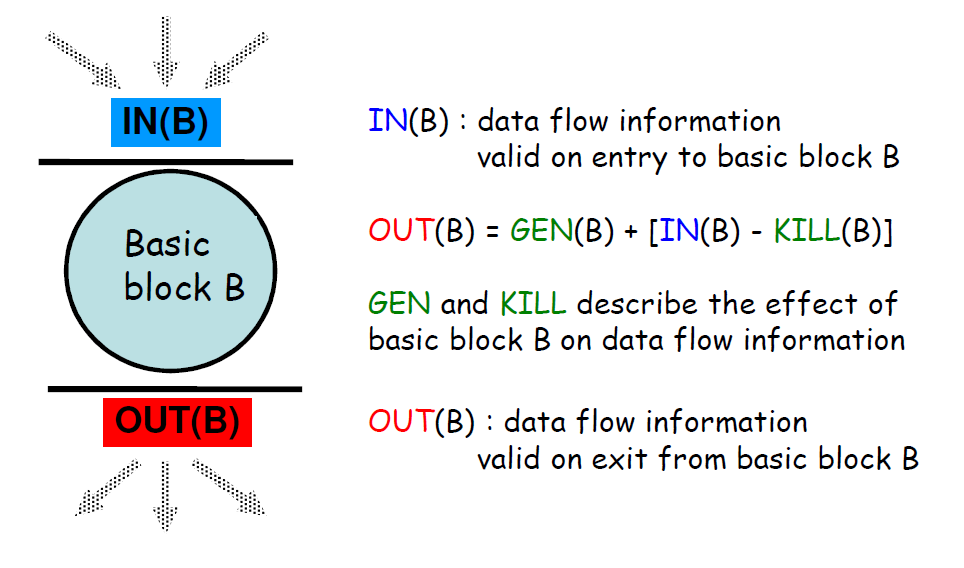 IN(B)
Basic
block B
OUT(B)
IN(B) : data flow information
valid on entry to basic block B
OUT(B) = GEN(B) + [IN(B) - KILL(B)]
GEN and KILL describe the effect of
basic block B on data flow information
OUT(B) : data flow information
valid on exit from basic block B